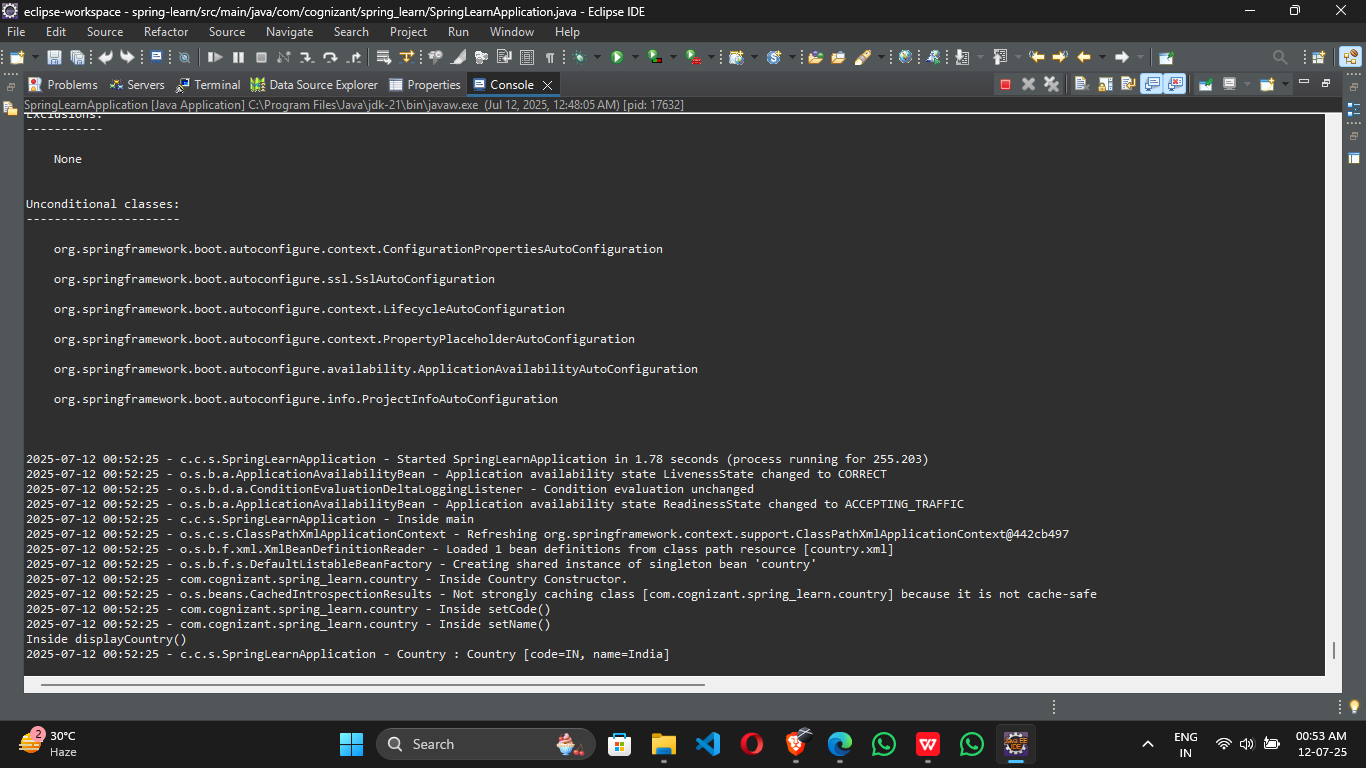 eclipse-workspace - spring-learn/src/main/java/com/cognizant/spring_learn/SpringLearnApplication.java - Eclipse IDE
File Edit Source Refactor Source Navigate Search Project Run Window Help
Problems Servers Terminal Data Source Explorer Properties Console
SpringLearnApplication [Java Application] C:\Program Files\Java\jdk-21\bin\javaw.exe (Jul 12, 2025, 12:48:05 AM) [pid: 17632]
Exclusions:
-----------
None
Unconditional classes:
----------------------
org.springframework.boot.autoconfigure.context.ConfigurationPropertiesAutoConfiguration
org.springframework.boot.autoconfigure.ssl.SslAutoConfiguration
org.springframework.boot.autoconfigure.context.LifecycleAutoConfiguration
org.springframework.boot.autoconfigure.context.PropertyPlaceholderAutoConfiguration
org.springframework.boot.autoconfigure.availability.ApplicationAvailabilityAutoConfiguration
org.springframework.boot.autoconfigure.info.ProjectInfoAutoConfiguration
2025-07-12 00:52:25 - c.c.s.SpringLearnApplication - Started SpringLearnApplication in 1.78 seconds (process running for 255.203)
2025-07-12 00:52:25 - o.s.b.a.ApplicationAvailabilityBean - Application availability state LivenessState changed to CORRECT
2025-07-12 00:52:25 - o.s.b.d.a.ConditionEvaluationDeltaLoggingListener - Condition evaluation unchanged
2025-07-12 00:52:25 - o.s.b.a.ApplicationAvailabilityBean - Application availability state ReadinessState changed to ACCEPTING_TRAFFIC
2025-07-12 00:52:25 - c.c.s.SpringLearnApplication - Inside main
2025-07-12 00:52:25 - o.s.c.s.ClassPathXmlApplicationContext - Refreshing org.springframework.context.support.ClassPathXmlApplicationContext@442cb497
2025-07-12 00:52:25 - o.s.b.f.xml.XmlBeanDefinitionReader - Loaded 1 bean definitions from class path resource [country.xml]
2025-07-12 00:52:25 - o.s.b.f.s.DefaultListableBeanFactory - Creating shared instance of singleton bean 'country'
2025-07-12 00:52:25 - com.cognizant.spring_learn.country - Inside Country Constructor.
2025-07-12 00:52:25 - o.s.beans.CachedIntrospectionResults - Not strongly caching class [com.cognizant.spring_learn.country] because it is not cache-safe
2025-07-12 00:52:25 - com.cognizant.spring_learn.country - Inside setCode()
2025-07-12 00:52:25 - com.cognizant.spring_learn.country - Inside setName()
Inside displayCountry()
2025-07-12 00:52:25 - c.c.s.SpringLearnApplication - Country : Country [code=IN, name=India]
2
30°C
Haze
Search
ENG
IN
00:53 AM
12-07-25